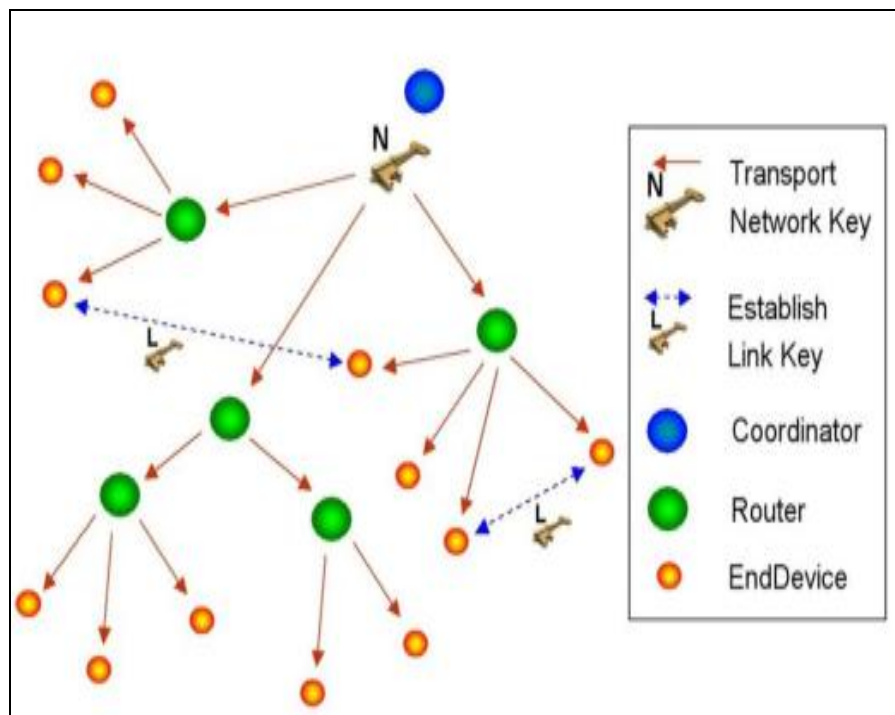 N
L
L
N
Transport
Network Key
L
Establish
Link Key
Coordinator
Router
EndDevice